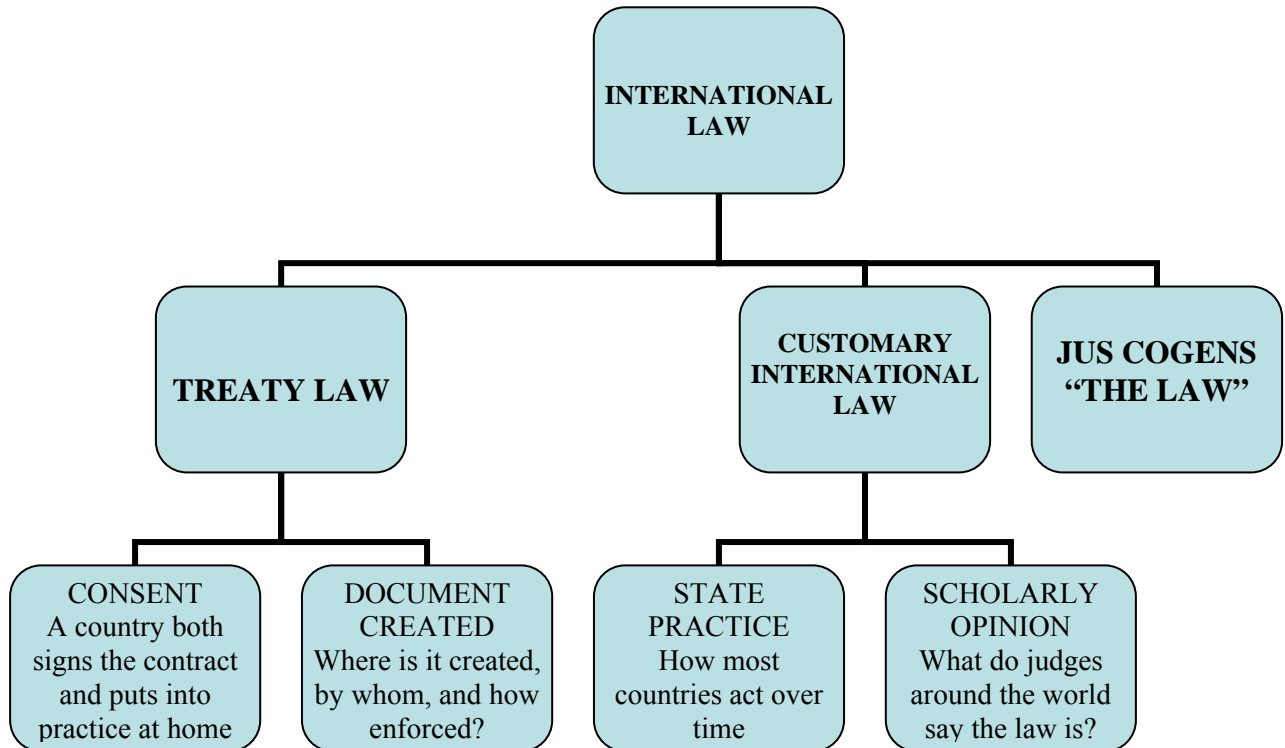 INTERNATIONAL
LAW
TREATY LAW
CUSTOMARY
INTERNATIONAL
LAW
JUS COGENS
“THE LAW”
CONSENT
A country both
signs the contract
and puts into
practice at home
DOCUMENT
CREATED
Where is it created,
by whom, and how
enforced?
STATE
PRACTICE
How most
countries act over
time
SCHOLARLY
OPINION
What do judges
around the world
say the law is?